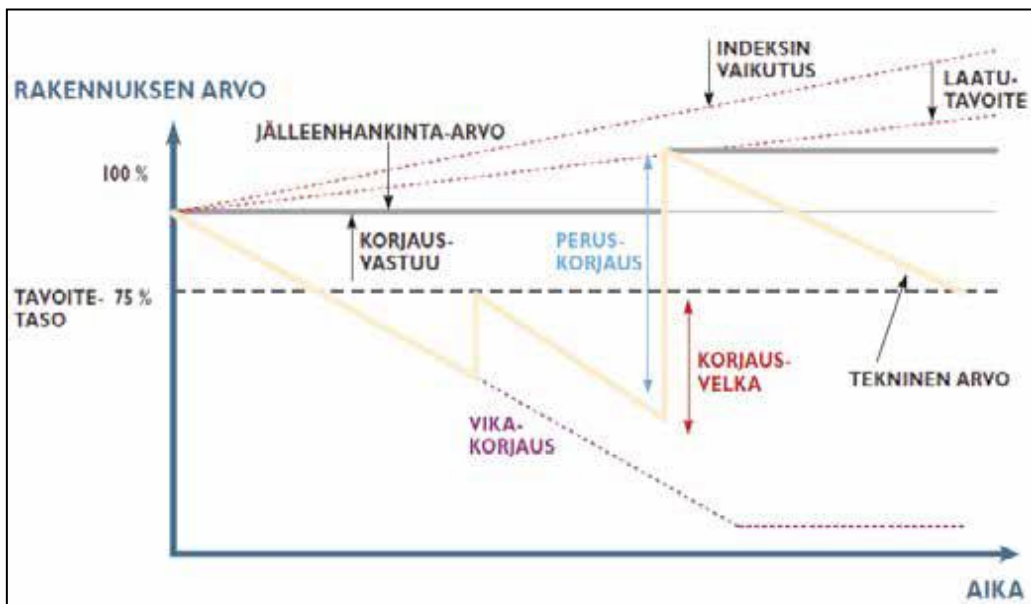 INDEKSIN
VAIKUTUS
LAATU-
TAVOITE
RAKENNUKSEN ARVO
JÄLLEENHANKINTA-ARVO
100 %
KORJAUS-
VASTUU
PERUS-
KORJAUS
TAVOITE- 75 %
TASO
KORJAUS-
VELKA
TEKNINEN ARVO
VIKA-
KORJAUS
AIKA